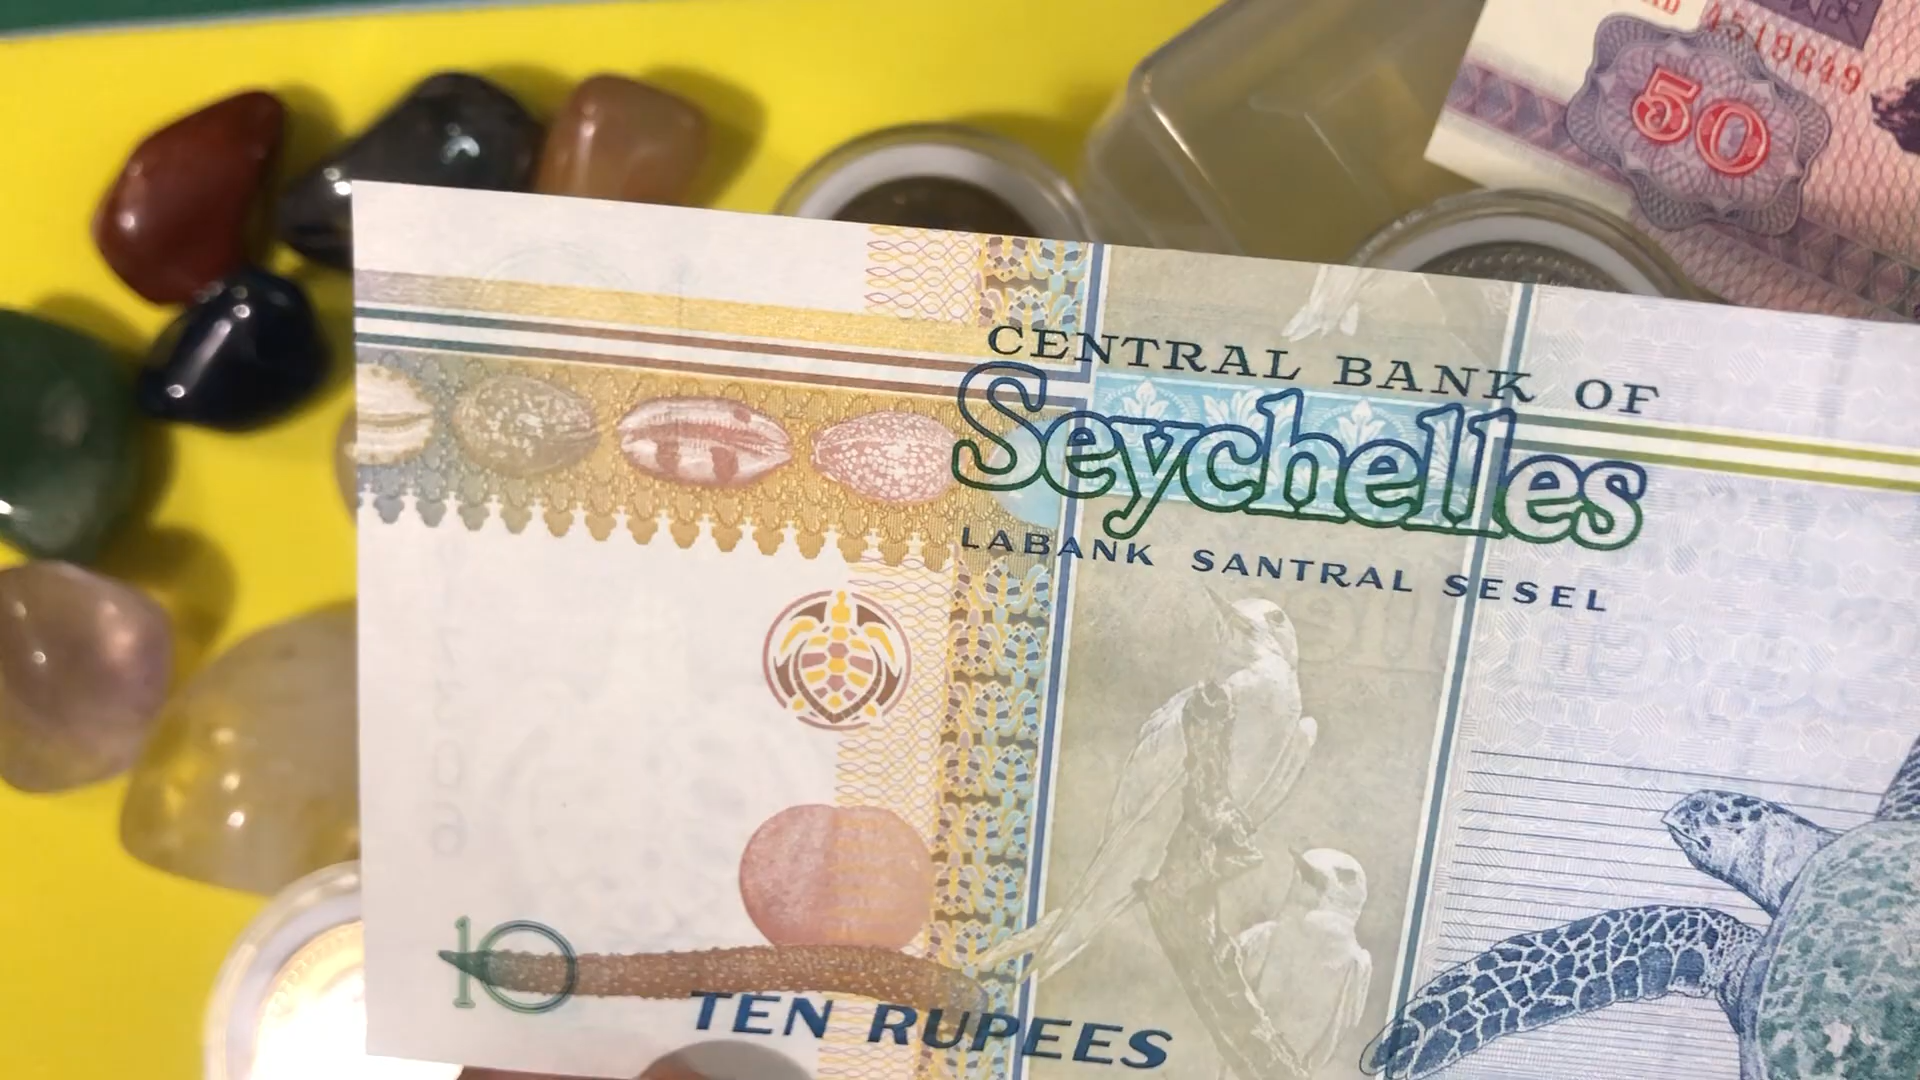 4519649
50
CENTRAL BANK OF
Seychelles
LABANK SANTRAL SESEL
10
TEN RUPEES